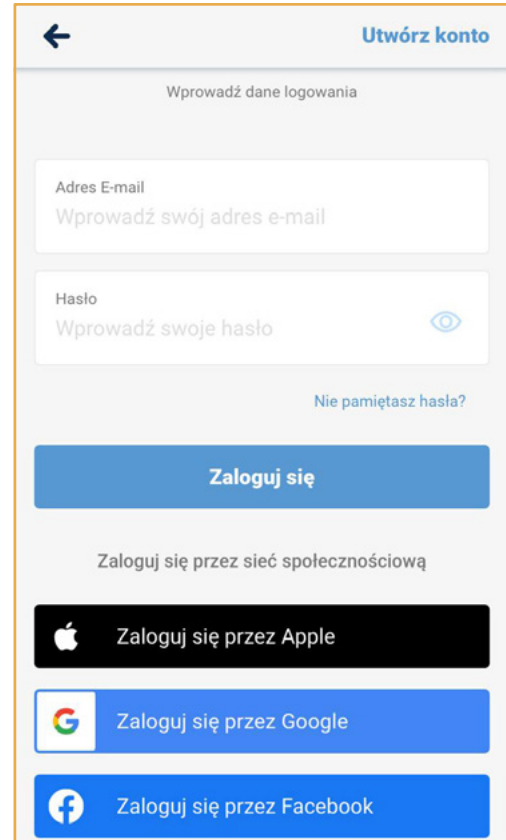 Utwórz konto
Wprowadź dane logowania
Adres E-mail
Wprowadź swój adres e-mail
Hasło
Wprowadź swoje hasło
Nie pamiętasz hasła?
Zaloguj się
Zaloguj się przez sieć społecznościową
Zaloguj się przez Apple
Zaloguj się przez Google
Zaloguj się przez Facebook